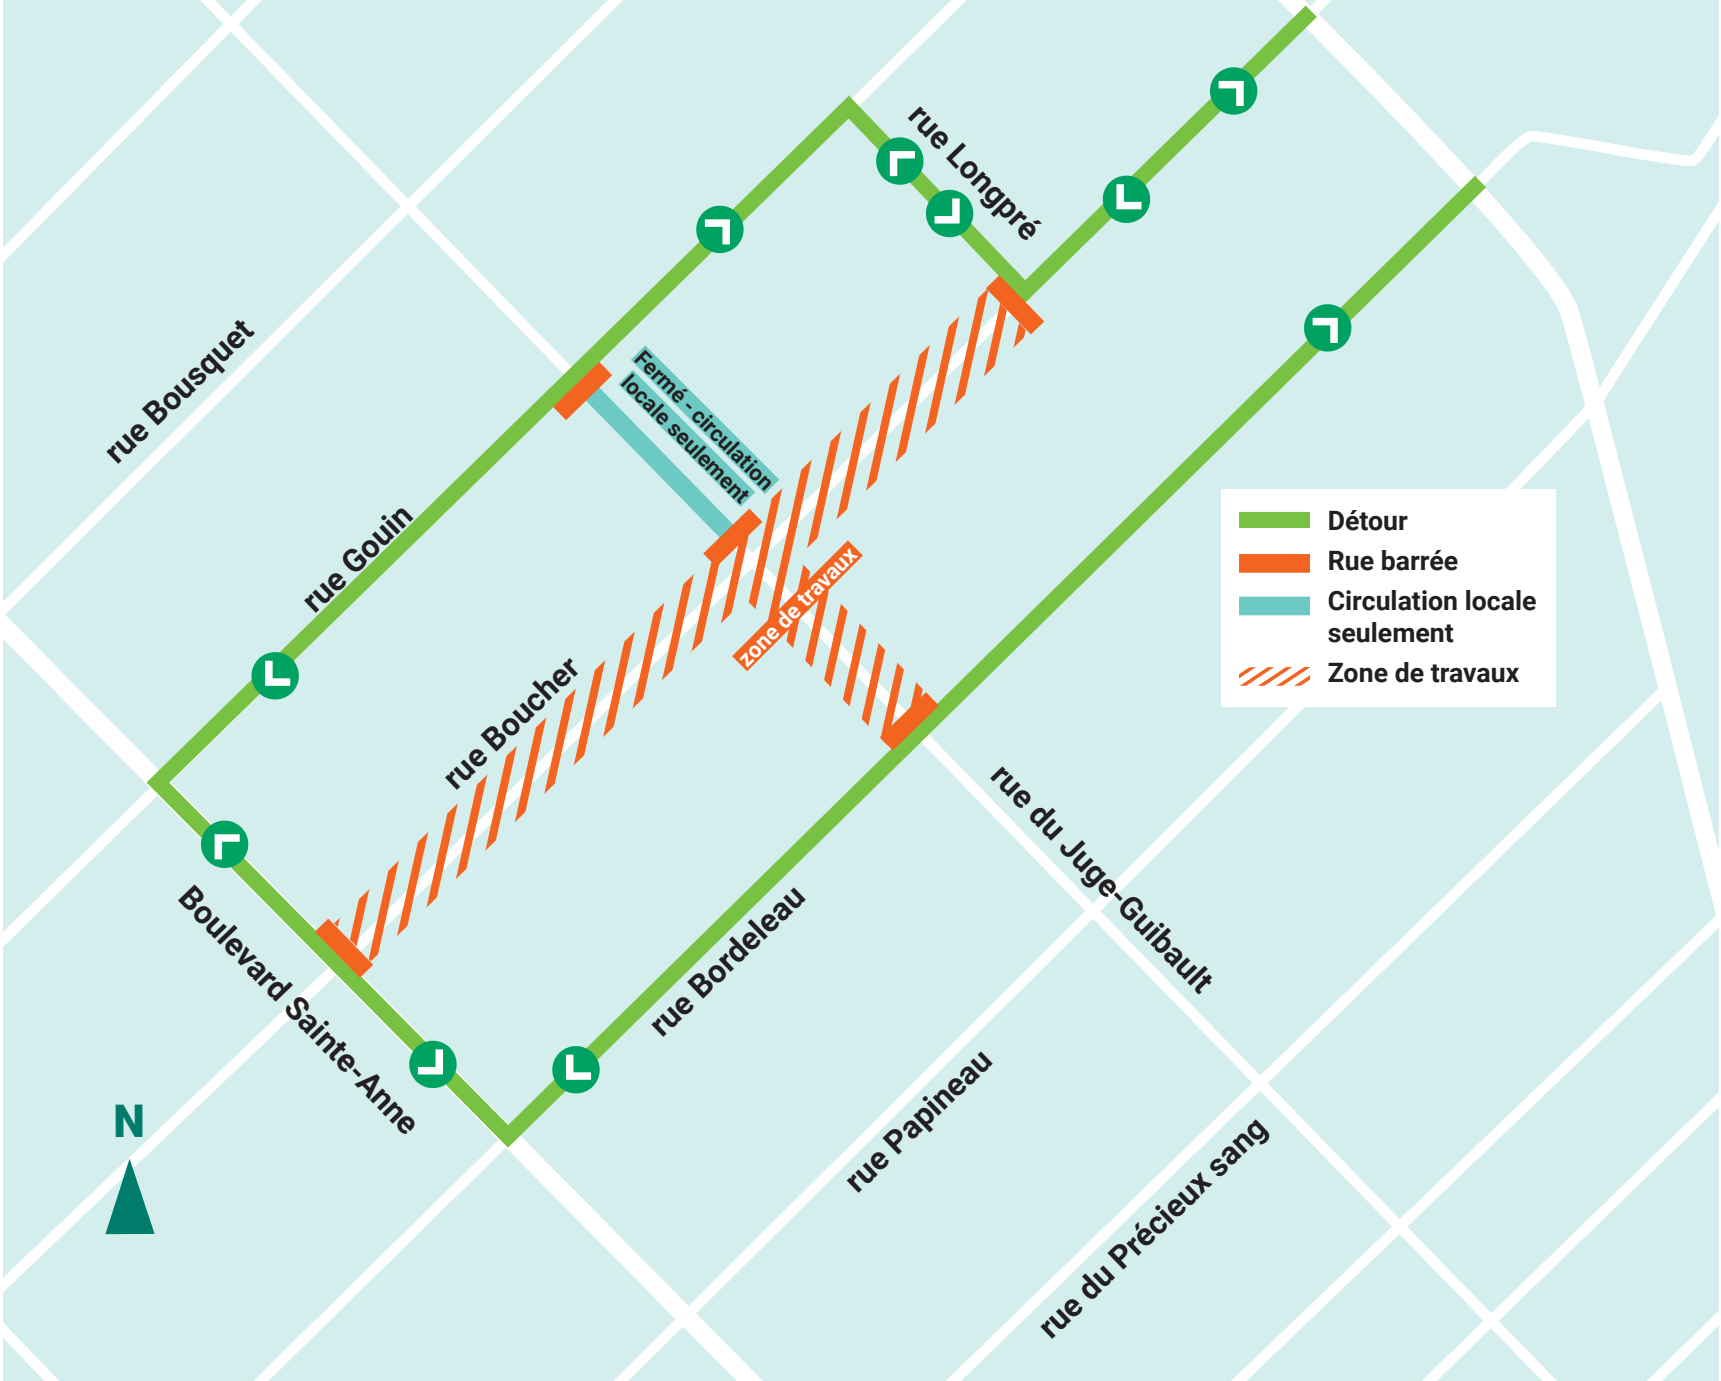 rue Longpré
rue Bousquet
Fermé - circulation
locale seulement
rue Gouin
Détour
Rue barrée
Circulation locale
seulement
Zone de travaux
zone de travaux
rue Boucher
rue du Juge-Guibault
Boulevard Sainte-Anne
rue Bordeleau
rue Papineau
N
rue du Précieux sang